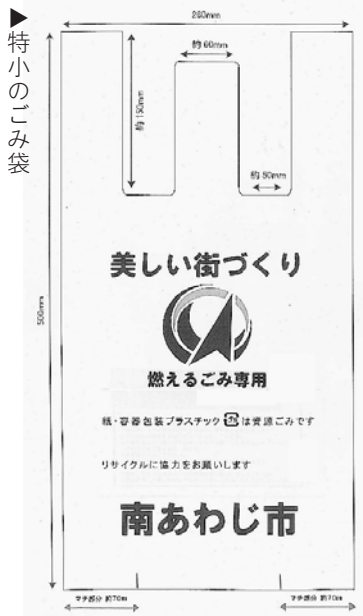 ▶特小のごみ袋
260mm
約60mm
約150mm
約50mm
500mm
美しい街づくり
燃えるごみ専用
紙・容器包装プラスチック プラ は資源ごみです
リサイクルに協力をお願いします
南あわじ市
マチ部分 約70m
マチ部分 約70m